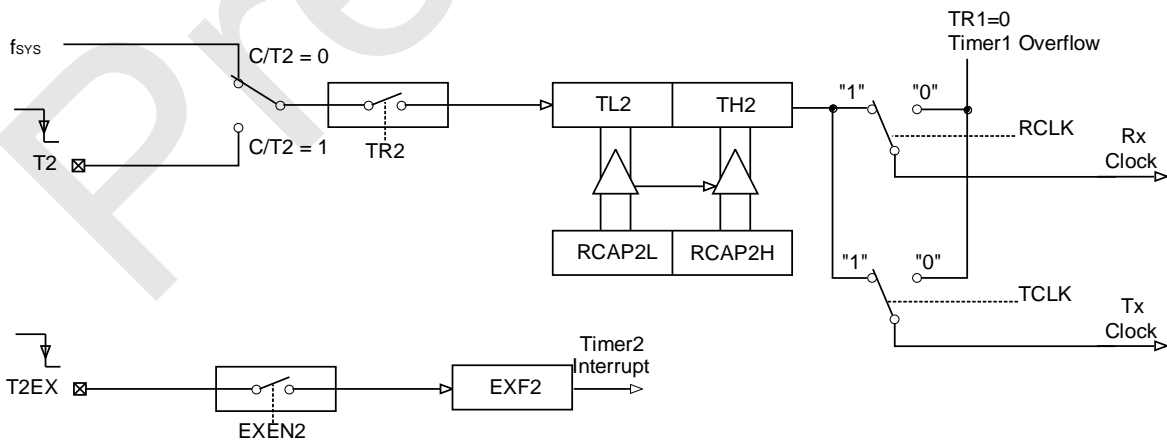 TR1=0
Timer1 Overflow
fSYS
C/T2 = 0
"1"
"0"
TL2
TH2
RCLK
Rx
Clock
T2
C/T2 = 1
TR2
RCAP2L
RCAP2H
"1"
"0"
TCLK
Tx
Clock
Timer2
Interrupt
T2EX
EXF2
EXEN2
Pre